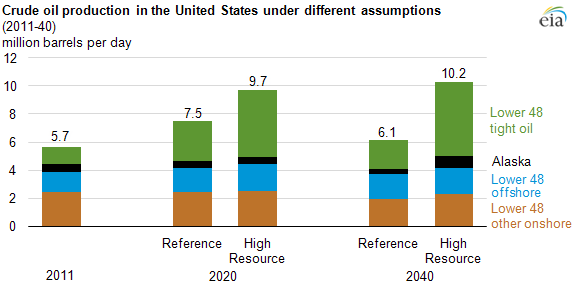 Crude oil production in the United States under different assumptions
(2011-40)
million barrels per day
eia
12
10
8
6
4
2
0
5.7
7.5
9.7
6.1
10.2
Lower 48
tight oil
Alaska
Lower 48
offshore
Lower 48
other onshore
Reference
High
Resource
Reference
High
Resource
2011
2020
2040